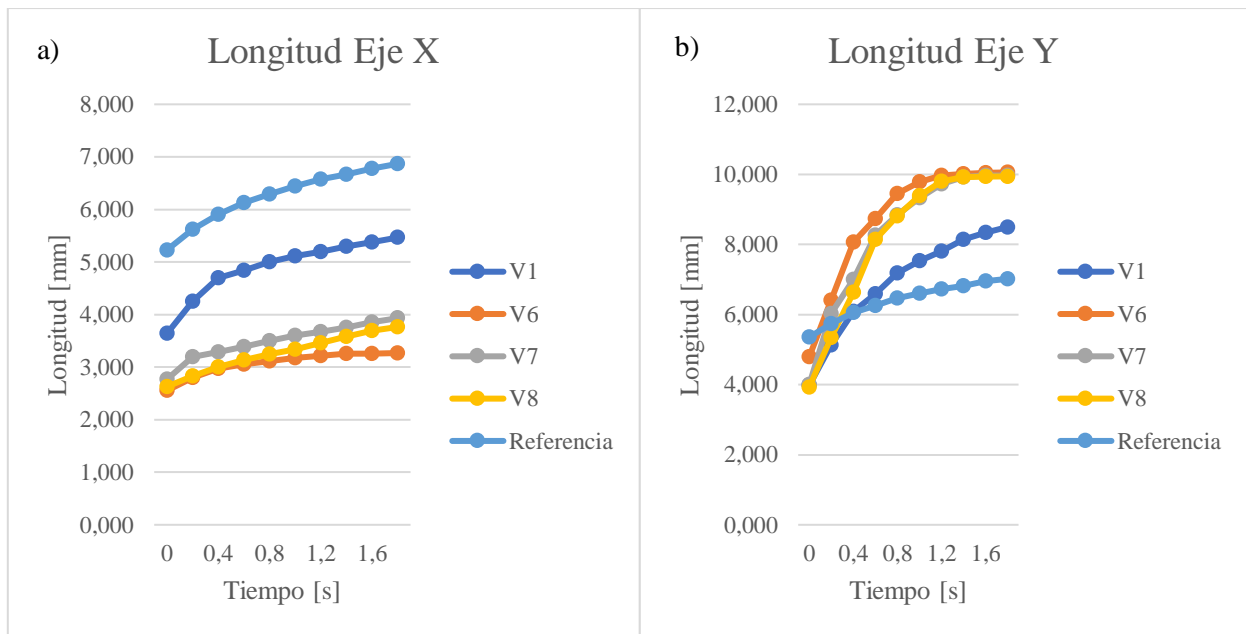 a)
Longitud Eje X
8,000
7,000
6,000
5,000
4,000
3,000
2,000
1,000
0,000
Longitud [mm]
0 0,4 0,8 1,2 1,6
Tiempo [s]
V1
V6
V7
V8
Referencia
b)
Longitud Eje Y
12,000
10,000
8,000
6,000
4,000
2,000
0,000
Longitud [mm]
0 0,4 0,8 1,2 1,6
Tiempo [s]
V1
V6
V7
V8
Referencia